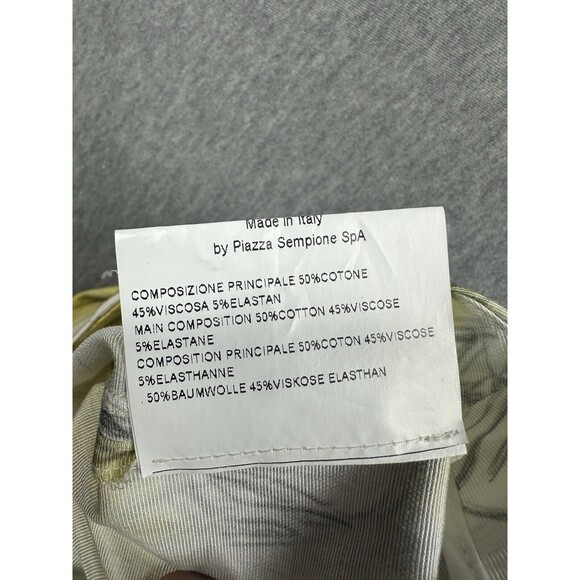 Made in Italy
by Piazza Sempione SpA
COMPOSIZIONE PRINCIPALE 50%COTONE
45%VISCOSA 5%ELASTAN
MAIN COMPOSITION 50%COTTON 45%VISCOSE
5%ELASTANE
COMPOSITION PRINCIPALE 50%COTON 45%VISCOSE
5%ELASTHANNE
. 50%BAUMWOLLE 45%VISKOSE ELASTHAN